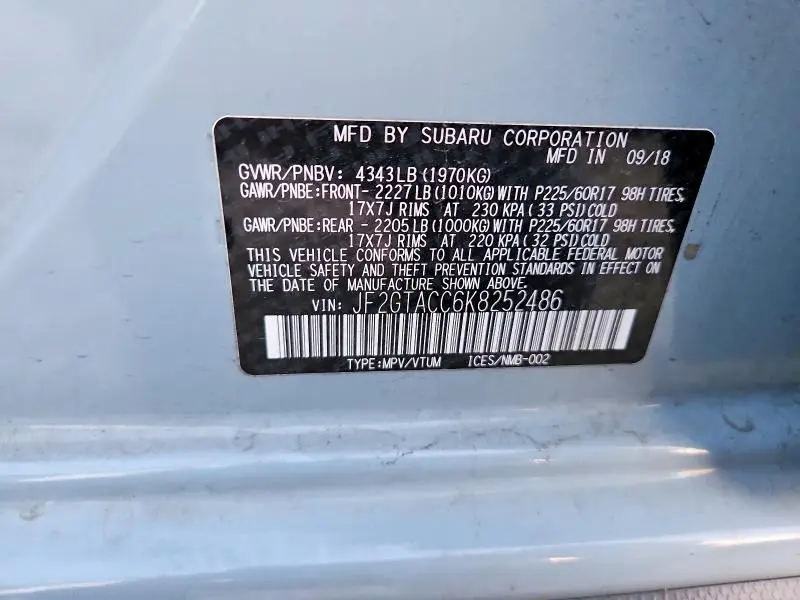 MFD BY SUBARU CORPORATION
MFD IN 09/18
GVWR/PNBV: 4343LB (1970KG)
GAWR/PNBE:FRONT- 2227LB (1010KG) WITH P225/60R17 98H TIRES,
17X7J RIMS AT 230 KPA ( 33 PSI) COLD
GAWR/PNBE:REAR - 2205LB (1000KG) WITH P225/60R17 98H TIRES,
17X7J RIMS AT 220 KPA ( 32 PSI) COLD
THIS VEHICLE CONFORMS TO ALL APPLICABLE FEDERAL MOTOR
VEHICLE SAFETY AND THEFT PREVENTION STANDARDS IN EFFECT ON
THE DATE OF MANUFACTURE SHOWN ABOVE.
VIN: JF2GTACC6K8252486
TYPE:MPV/VTUM ICES/NMB-002